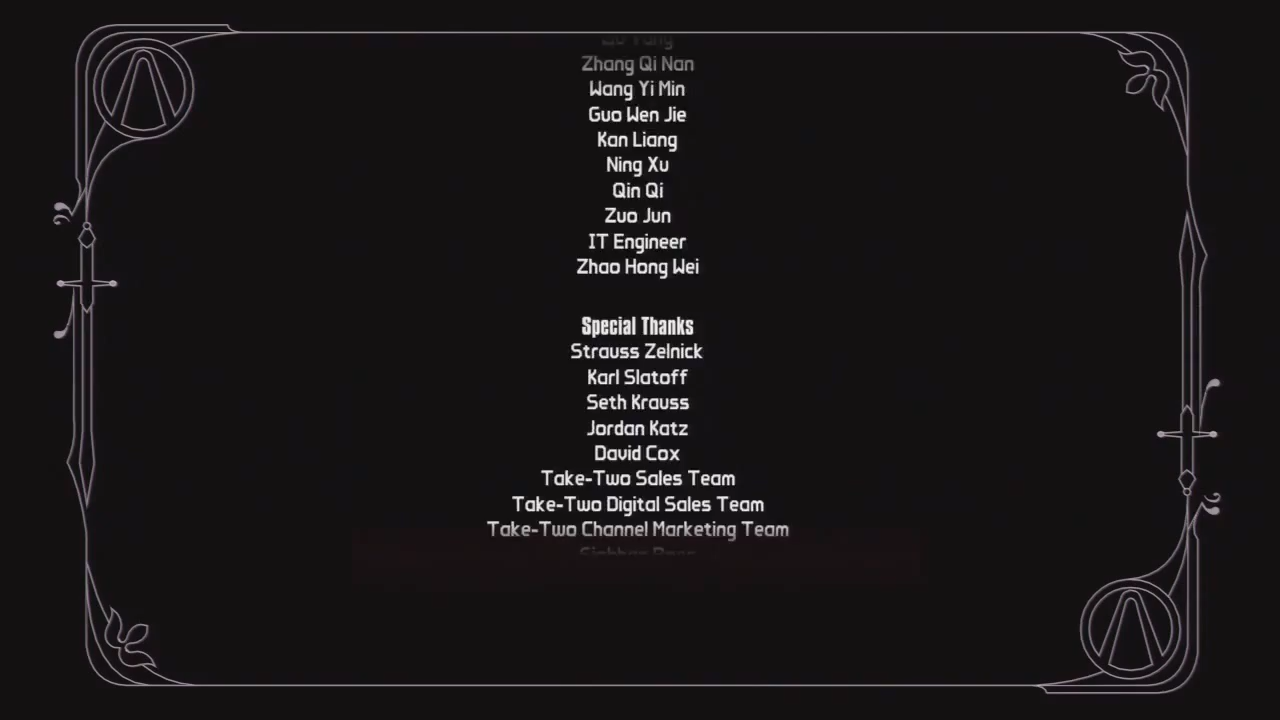 Zhang Qi Nan
Wang Yi Min
Guo Wen Jie
Kan Liang
Ning Xu
Qin Qi
Zuo Jun
IT Engineer
Zhao Hong Wei
Special Thanks
Strauss Zelnick
Karl Slatoff
Seth Krauss
Jordan Katz
David Cox
Take-Two Sales Team
Take-Two Digital Sales Team
Take-Two Channel Marketing Team